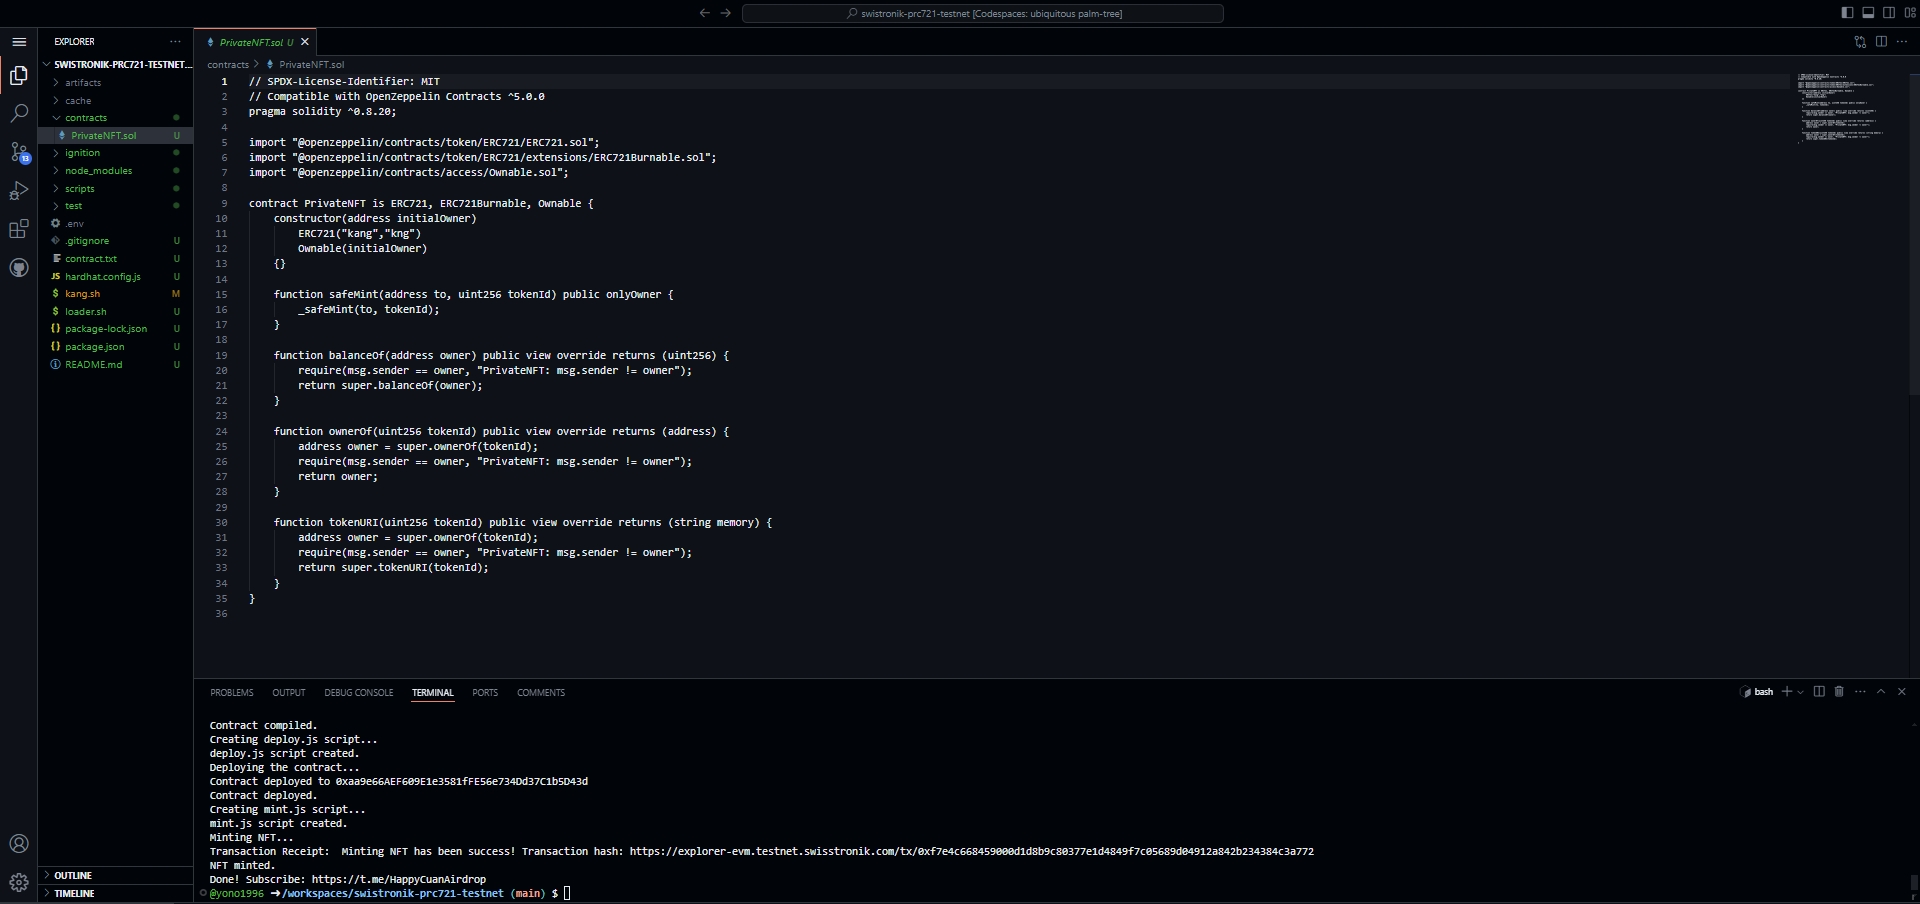 swistronik-prc721-testnet [Codespaces: ubiquitous palm-tree]
EXPLORER
SWISTRONIK-PRC721-TESTNET...
artifacts
cache
contracts
PrivateNFT.sol U
ignition
node_modules
scripts
test
.env
.gitignore U
contract.txt U
JS hardhat.config.js U
$ kang.sh M
$ loader.sh U
{} package-lock.json U
{} package.json U
README.md U
13
OUTLINE
TIMELINE
PrivateNFT.sol U
contracts > PrivateNFT.sol
1 // SPDX-License-Identifier: MIT
2 // Compatible with OpenZeppelin Contracts ^5.0.0
3 pragma solidity ^0.8.20;
4
5 import "@openzeppelin/contracts/token/ERC721/ERC721.sol";
6 import "@openzeppelin/contracts/token/ERC721/extensions/ERC721Burnable.sol";
7 import "@openzeppelin/contracts/access/Ownable.sol";
8
9 contract PrivateNFT is ERC721, ERC721Burnable, Ownable {
10 constructor(address initialOwner)
11 ERC721("kang","kng")
12 Ownable(initialOwner)
13 {}
14
15 function safeMint(address to, uint256 tokenId) public onlyOwner {
16 _safeMint(to, tokenId);
17 }
18
19 function balanceOf(address owner) public view override returns (uint256) {
20 require(msg.sender == owner, "PrivateNFT: msg.sender != owner");
21 return super.balanceOf(owner);
22 }
23
24 function ownerOf(uint256 tokenId) public view override returns (address) {
25 address owner = super.ownerOf(tokenId);
26 require(msg.sender == owner, "PrivateNFT: msg.sender != owner");
27 return owner;
28 }
29
30 function tokenURI(uint256 tokenId) public view override returns (string memory) {
31 address owner = super.ownerOf(tokenId);
32 require(msg.sender == owner, "PrivateNFT: msg.sender != owner");
33 return super.tokenURI(tokenId);
34 }
35 }
36
PROBLEMS OUTPUT DEBUG CONSOLE TERMINAL PORTS COMMENTS
bash
Contract compiled.
Creating deploy.js script...
deploy.js script created.
Deploying the contract...
Contract deployed to 0xaa9e66AEF609E1e3581fFE56e734Dd37C1b5D43d
Contract deployed.
Creating mint.js script...
mint.js script created.
Minting NFT...
Transaction Receipt:  Minting NFT has been success! Transaction hash: https://explorer-evm.testnet.swisstronik.com/tx/0xf7e4c668459000d1d8b9c80377e1d4849f7c05689d04912a842b234384c3a772
NFT minted.
Done! Subscribe: https://t.me/HappyCuanAirdrop
@yono1996 ➜ /workspaces/swistronik-prc721-testnet (main) $